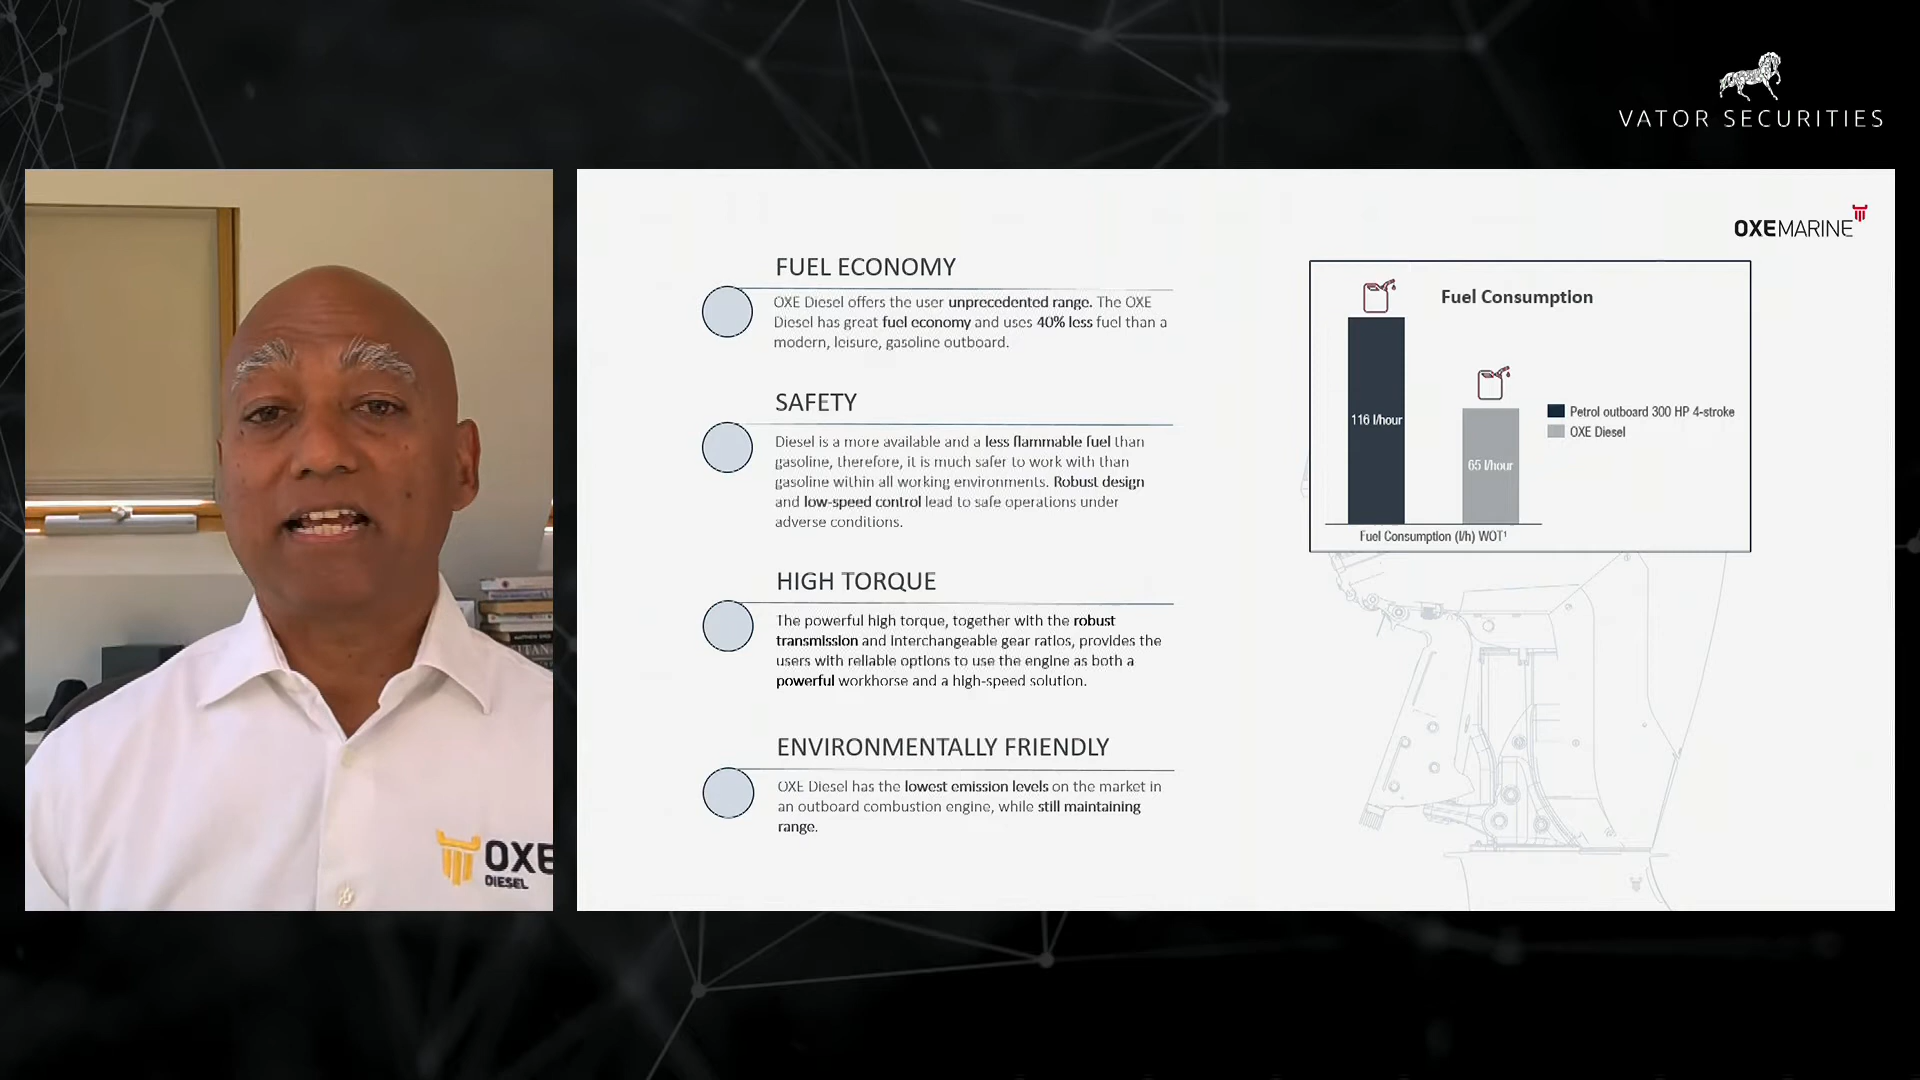 VATOR SECURITIES
OXEMARINE
FUEL ECONOMY
OXE Diesel offers the user unprecedented range. The OXE
Diesel has great fuel economy and uses 40% less fuel than a
modern, leisure, gasoline outboard.
SAFETY
Diesel is a more available and a less flammable fuel than
gasoline, therefore, it is much safer to work with than
gasoline within all working environments. Robust design
and low-speed control lead to safe operations under
adverse conditions.
HIGH TORQUE
The powerful high torque, together with the robust
transmission and interchangeable gear ratios, provides the
users with reliable options to use the engine as both a
powerful workhorse and a high-speed solution.
ENVIRONMENTALLY FRIENDLY
OXE Diesel has the lowest emission levels on the market in
an outboard combustion engine, while still maintaining
range.
Fuel Consumption
116 l/hour
65 l/hour
Petrol outboard 300 HP 4-stroke
OXE Diesel
Fuel Consumption (l/h) WOT¹
OXE
DIESEL